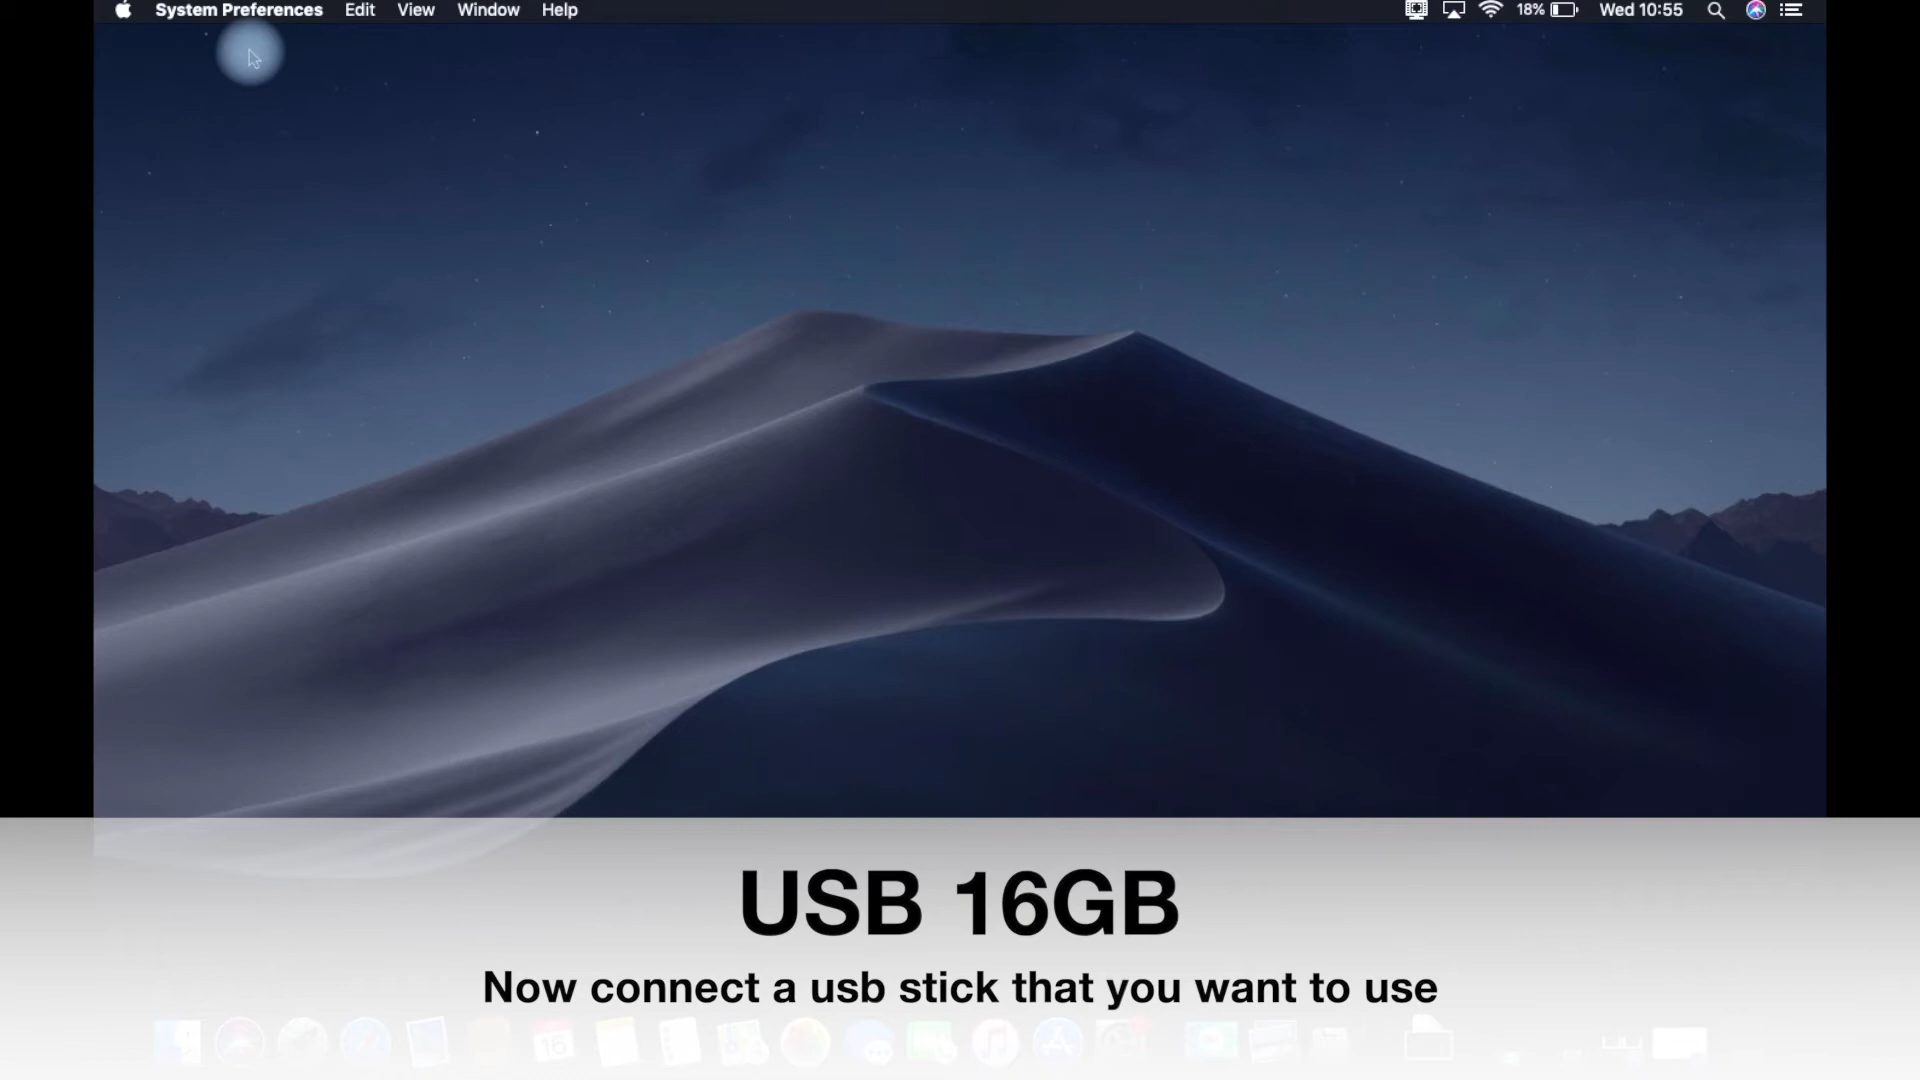 System Preferences Edit View Window Help 18% Wed 10:55
USB 16GB
Now connect a usb stick that you want to use